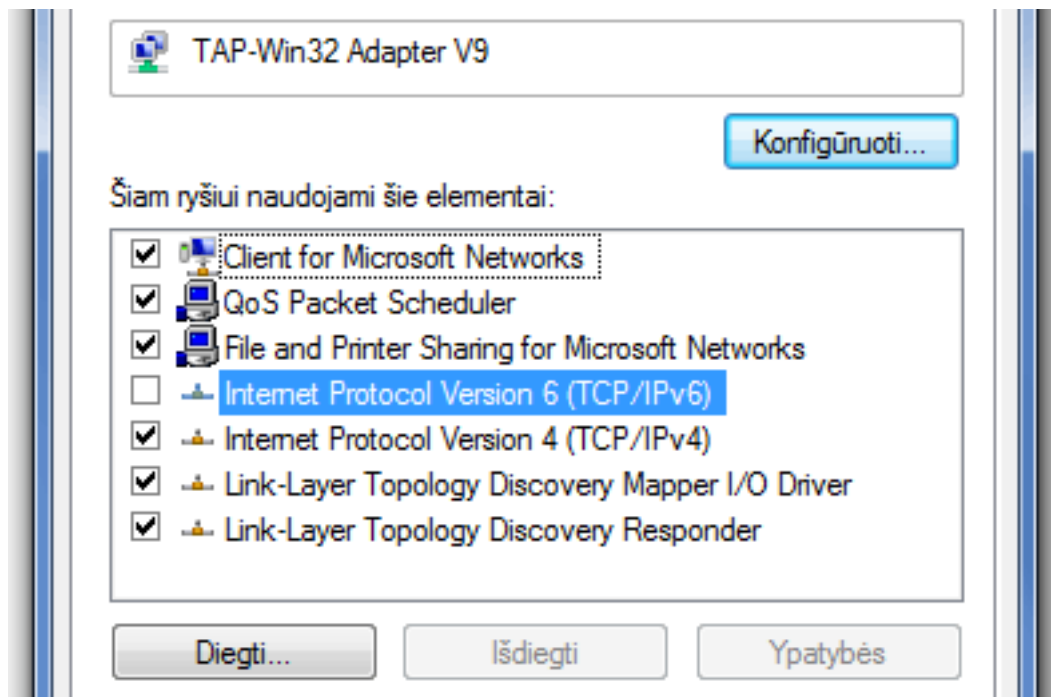 TAP-Win32 Adapter V9
Konfigūruoti...
Šiam ryšiui naudojami šie elementai:
Client for Microsoft Networks
QoS Packet Scheduler
File and Printer Sharing for Microsoft Networks
Internet Protocol Version 6 (TCP/IPv6)
Internet Protocol Version 4 (TCP/IPv4)
Link-Layer Topology Discovery Mapper I/O Driver
Link-Layer Topology Discovery Responder
Diegti... Išdiegti Ypatybės